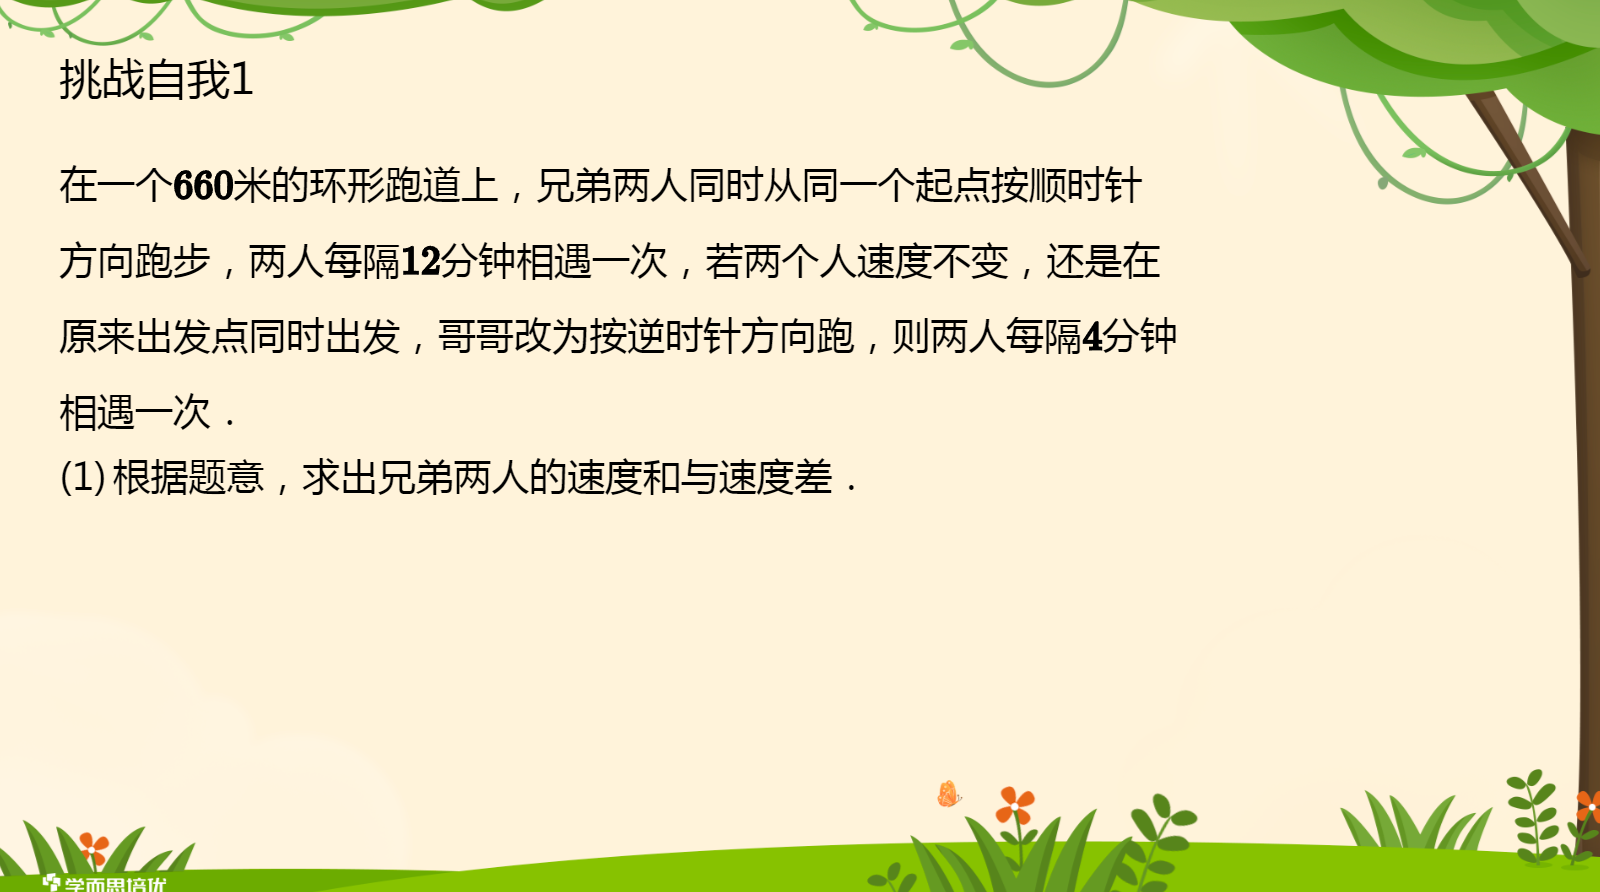 挑战自我1
在一个660米的环形跑道上，兄弟两人同时从同一个起点按顺时针
方向跑步，两人每隔12分钟相遇一次，若两个人速度不变，还是在
原来出发点同时出发，哥哥改为按逆时针方向跑，则两人每隔4分钟
相遇一次．
(1) 根据题意，求出兄弟两人的速度和与速度差．
学而思培优